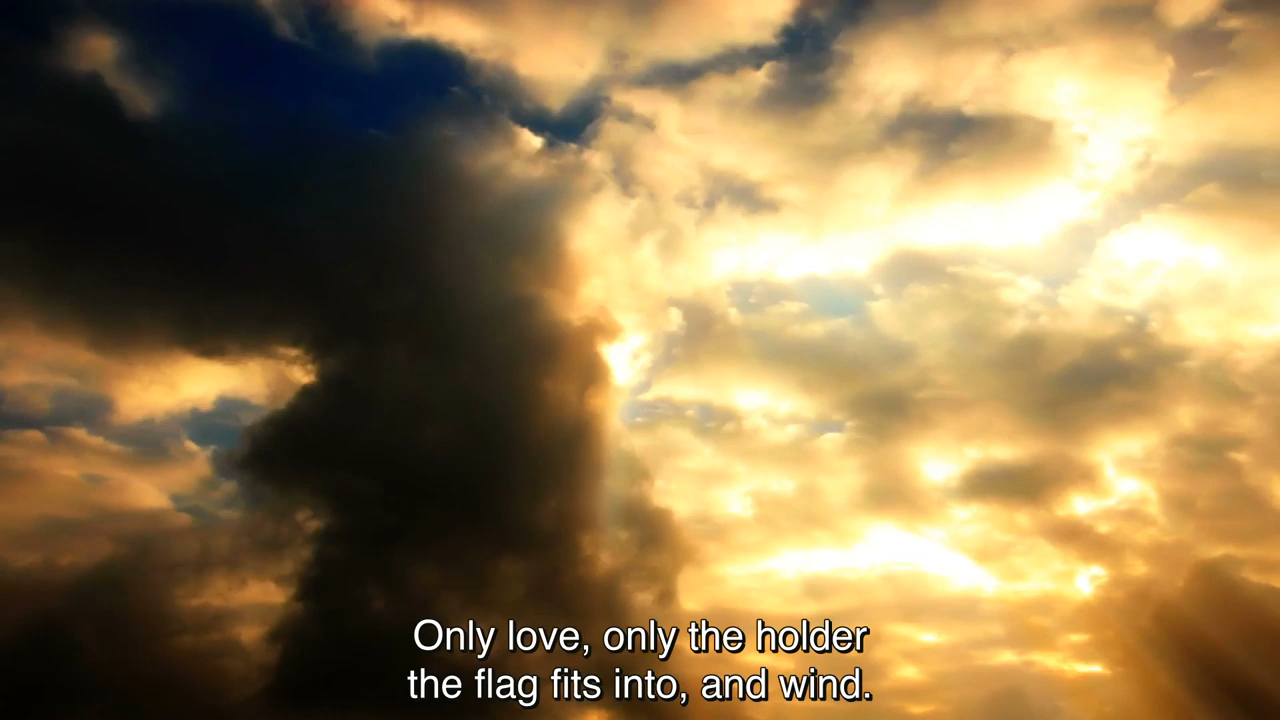 Only love, only the holder
the flag fits into, and wind.